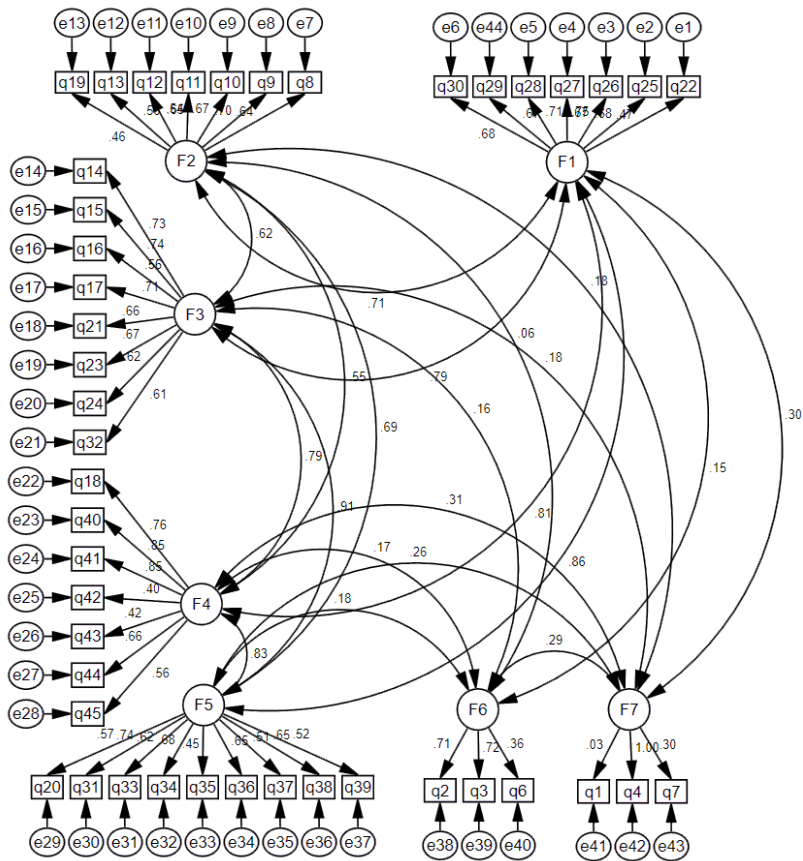 e13 e12 e11 e10 e9 e8 e7
e6 e44 e5 e4 e3 e2 e1
q19 q13 q12 q11 q10 q9 q8
q30 q29 q28 q27 q26 q25 q22
.67 .70 .64
.71 .68 .47
.46
.68
F2
F1
e14 q14
e15 q15
.73
.62
e16 q16
.74
.56
e17 q17
.71
.13
.71
F3
e18 q21
.66
.06
.67
e19 q23
.62
.18
.55
.79
e20 q24
.61
.16
.30
.69
e21 q32
.79
.15
e22 q18
.91
.31
.81
e23 q40
.76
.85
.17
.26
.86
e24 q41
.85
e25 q42
.40
F4
.18
e26 q43
.42
.66
.29
.83
e27 q44
.56
e28 q45
F5
F6
F7
.57 .74 .62 .68 .45 .65 .51 .65 .52
.71 .72 .36
.03 1.00 .30
q20 q31 q33 q34 q35 q36 q37 q38 q39
q2 q3 q6
q1 q4 q7
e29 e30 e31 e32 e33 e34 e35 e36 e37
e38 e39 e40
e41 e42 e43